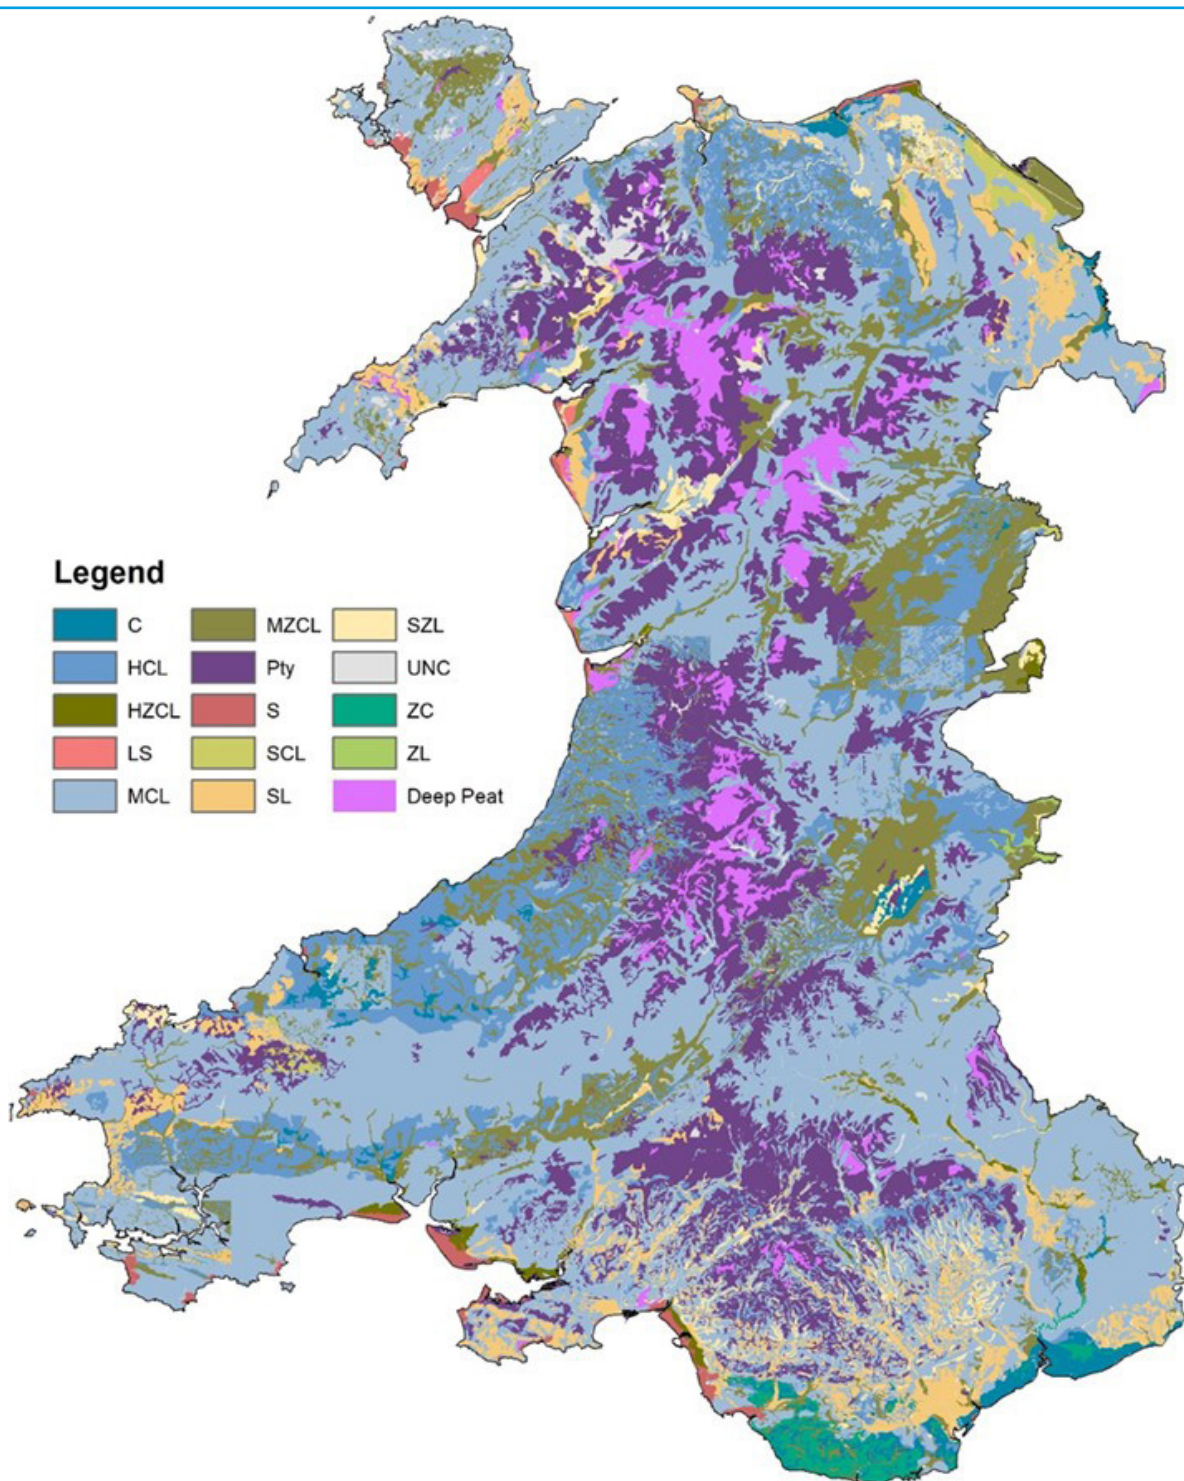 Legend
C MZCL SZL
HCL Pty UNC
HZCL S ZC
LS SCL ZL
MCL SL Deep Peat